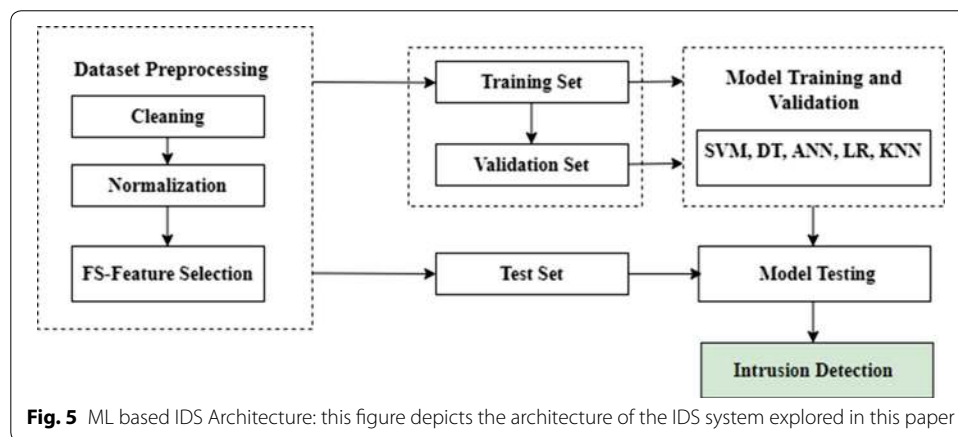 Dataset Preprocessing
Cleaning
Normalization
FS-Feature Selection
Training Set
Validation Set
Test Set
Model Training and
Validation
SVM, DT, ANN, LR, KNN
Model Testing
Intrusion Detection
Fig. 5 ML based IDS Architecture: this figure depicts the architecture of the IDS system explored in this paper